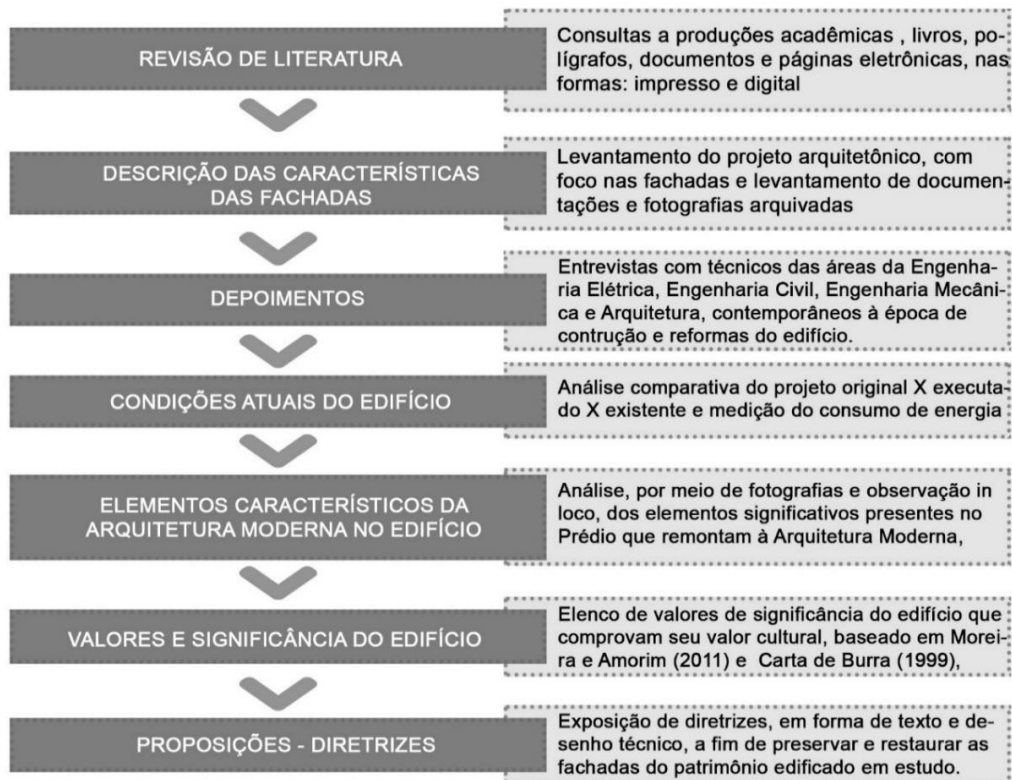 REVISÃO DE LITERATURA
Consultas a produções acadêmicas , livros, po-
lígrafos, documentos e páginas eletrônicas, nas
formas: impresso e digital
DESCRIÇÃO DAS CARACTERÍSTICAS
DAS FACHADAS
Levantamento do projeto arquitetônico, com
foco nas fachadas e levantamento de documen-
tações e fotografias arquivadas
DEPOIMENTOS
Entrevistas com técnicos das áreas da Engenha-
ria Elétrica, Engenharia Civil, Engenharia Mecâni-
ca e Arquitetura, contemporâneos à época de
contrução e reformas do edifício.
CONDIÇÕES ATUAIS DO EDIFÍCIO
Análise comparativa do projeto original X executa-
do X existente e medição do consumo de energia
ELEMENTOS CARACTERÍSTICOS DA
ARQUITETURA MODERNA NO EDIFÍCIO
Análise, por meio de fotografias e observação in
loco, dos elementos significativos presentes no
Prédio que remontam à Arquitetura Moderna,
VALORES E SIGNIFICÂNCIA DO EDIFÍCIO
Elenco de valores de significância do edifício que
comprovam seu valor cultural, baseado em Morei-
ra e Amorim (2011) e Carta de Burra (1999),
PROPOSIÇÕES - DIRETRIZES
Exposição de diretrizes, em forma de texto e de-
senho técnico, a fim de preservar e restaurar as
fachadas do patrimônio edificado em estudo.